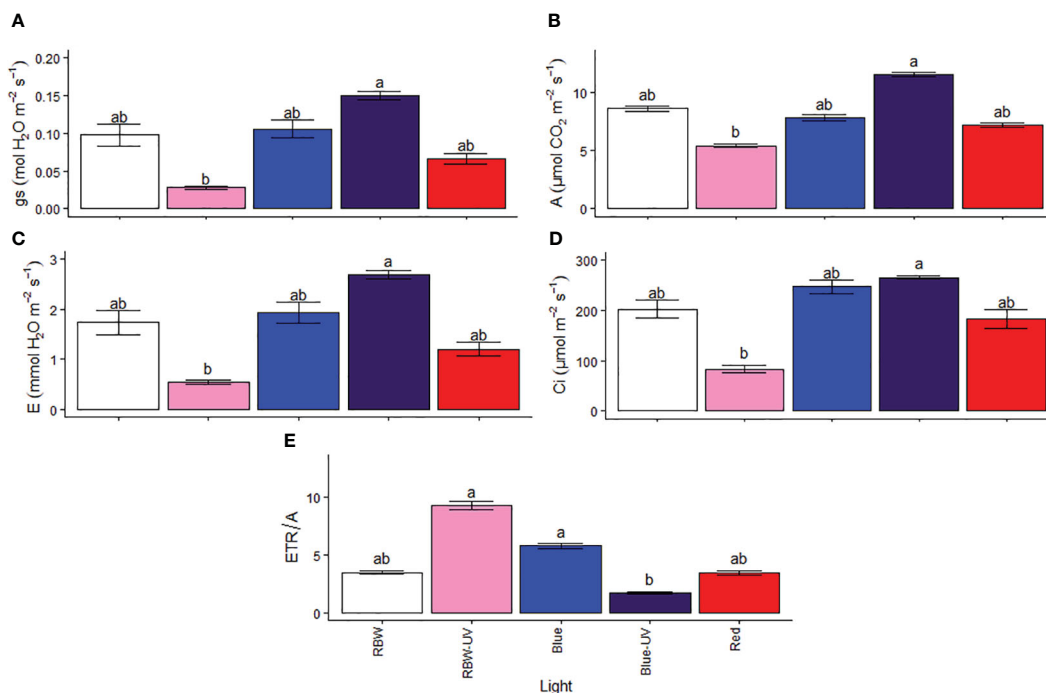 A
gs (mol H₂O m⁻² s⁻¹)
0.20
0.15
0.10
0.05
0.00
ab
b
ab
a
ab
B
A (µmol CO₂ m⁻² s⁻¹)
10
5
0
ab
b
ab
a
ab
C
E (mmol H₂O m⁻² s⁻¹)
3
2
1
0
ab
b
ab
a
ab
D
Ci (µmol m⁻² s⁻¹)
300
200
100
0
ab
b
ab
a
ab
E
ETR/A
10
5
0
ab
a
a
b
ab
RBW
RBW-UV
Blue
Blue-UV
Red
Light